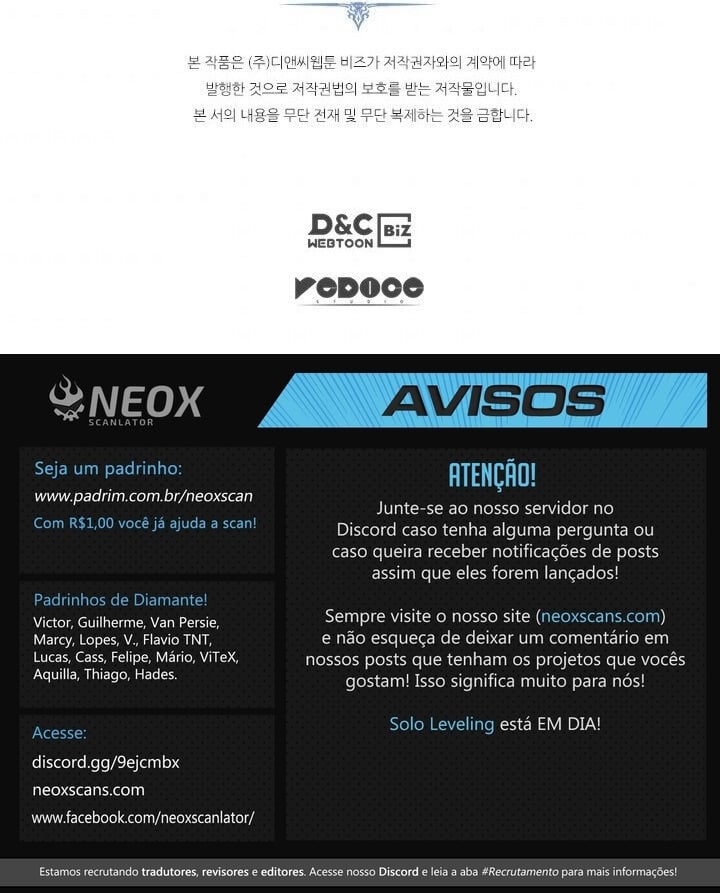 본 작품은 (주)디앤씨웹툰 비즈가 저작권자와의 계약에 따라
발행한 것으로 저작권법의 보호를 받는 저작물입니다.
본 서의 내용을 무단 전재 및 무단 복제하는 것을 금합니다.
D&C BiZ
WEBTOON
REDICE
STUDIO
NEOX
SCANLATOR
AVISOS
Seja um padrinho:
www.padrim.com.br/neoxscan
Com R$1,00 você já ajuda a scan!
Padrinhos de Diamante!
Victor, Guilherme, Van Persie,
Marcy, Lopes, V., Flavio TNT,
Lucas, Cass, Felipe, Mário, ViTeX,
Aquilla, Thiago, Hades.
Acesse:
discord.gg/9ejcmbx
neoxscans.com
www.facebook.com/neoxscanlator/
ATENÇÃO!
Junte-se ao nosso servidor no
Discord caso tenha alguma pergunta ou
caso queira receber notificações de posts
assim que eles forem lançados!
Sempre visite o nosso site (neoxscans.com)
e não esqueça de deixar um comentário em
nossos posts que tenham os projetos que vocês
gostam! Isso significa muito para nós!
Solo Leveling está EM DIA!
Estamos recrutando tradutores, revisores e editores. Acesse nosso Discord e leia a aba #Recrutamento para mais informações!